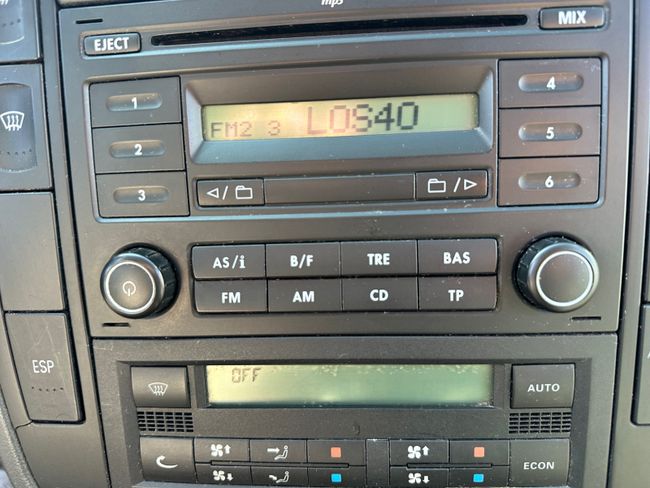 mp3
EJECT
MIX
FM2 3 LOS40
1
2
3
4
5
6
AS/i B/F TRE BAS
FM AM CD TP
ESP
OFF
AUTO
ECON